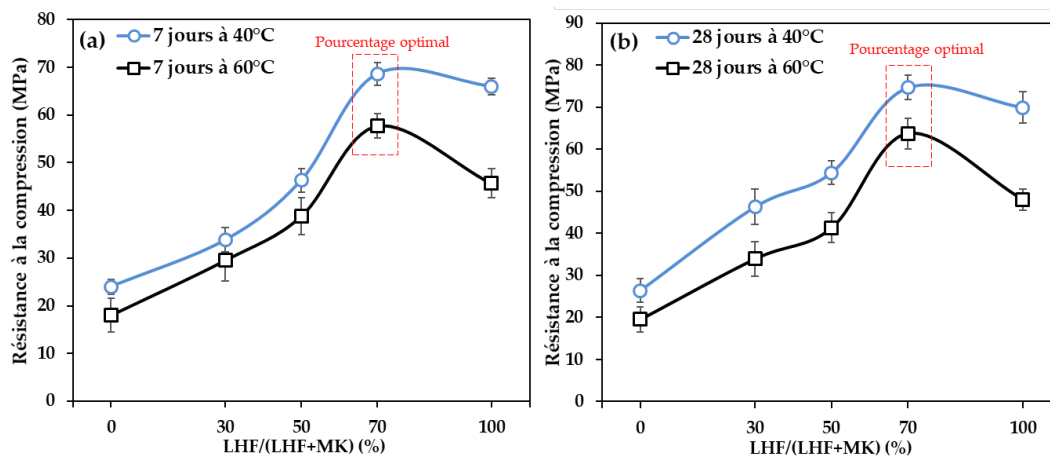 (a)
7 jours à 40°C
7 jours à 60°C
Pourcentage optimal
Résistance à la compression (MPa)
80
70
60
50
40
30
20
10
0
0 30 50 70 100
LHF/(LHF+MK) (%)
(b)
28 jours à 40°C
28 jours à 60°C
Pourcentage optimal
Résistance à la compression (MPa)
90
80
70
60
50
40
30
20
10
0
0 30 50 70 100
LHF/(LHF+MK) (%)